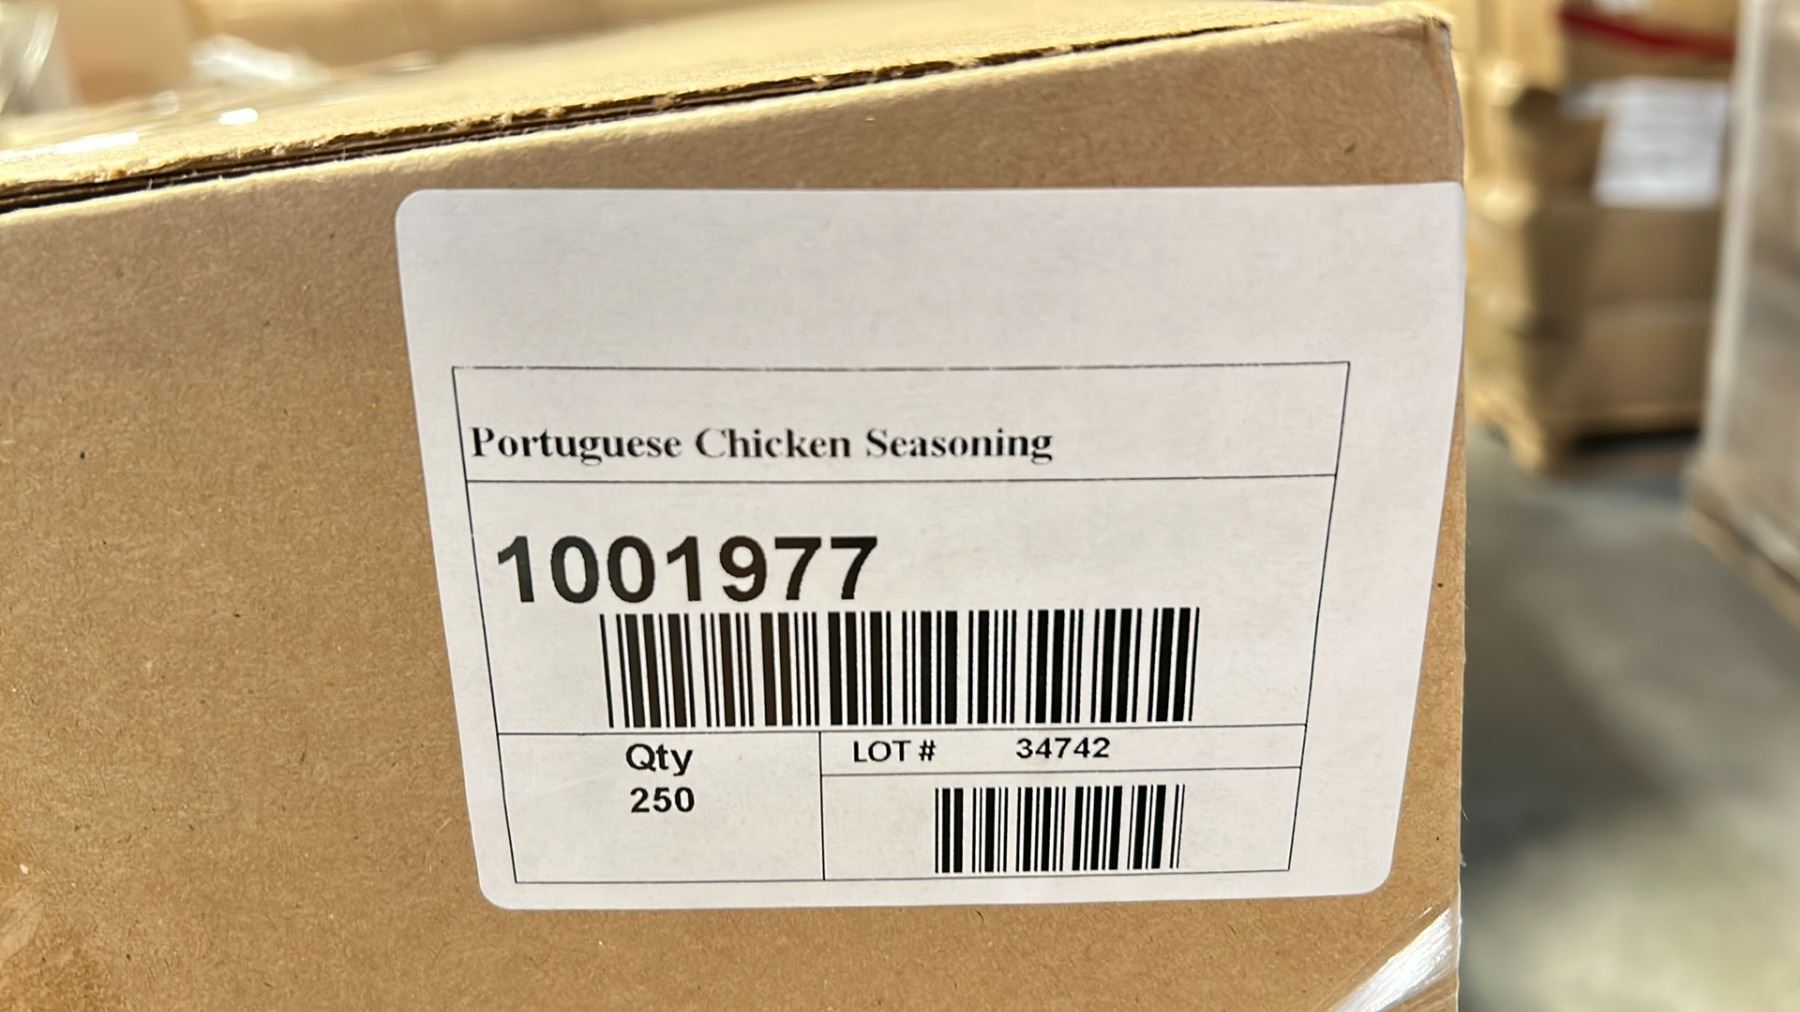 Portuguese Chicken Seasoning
1001977
Qty
250
LOT # 34742